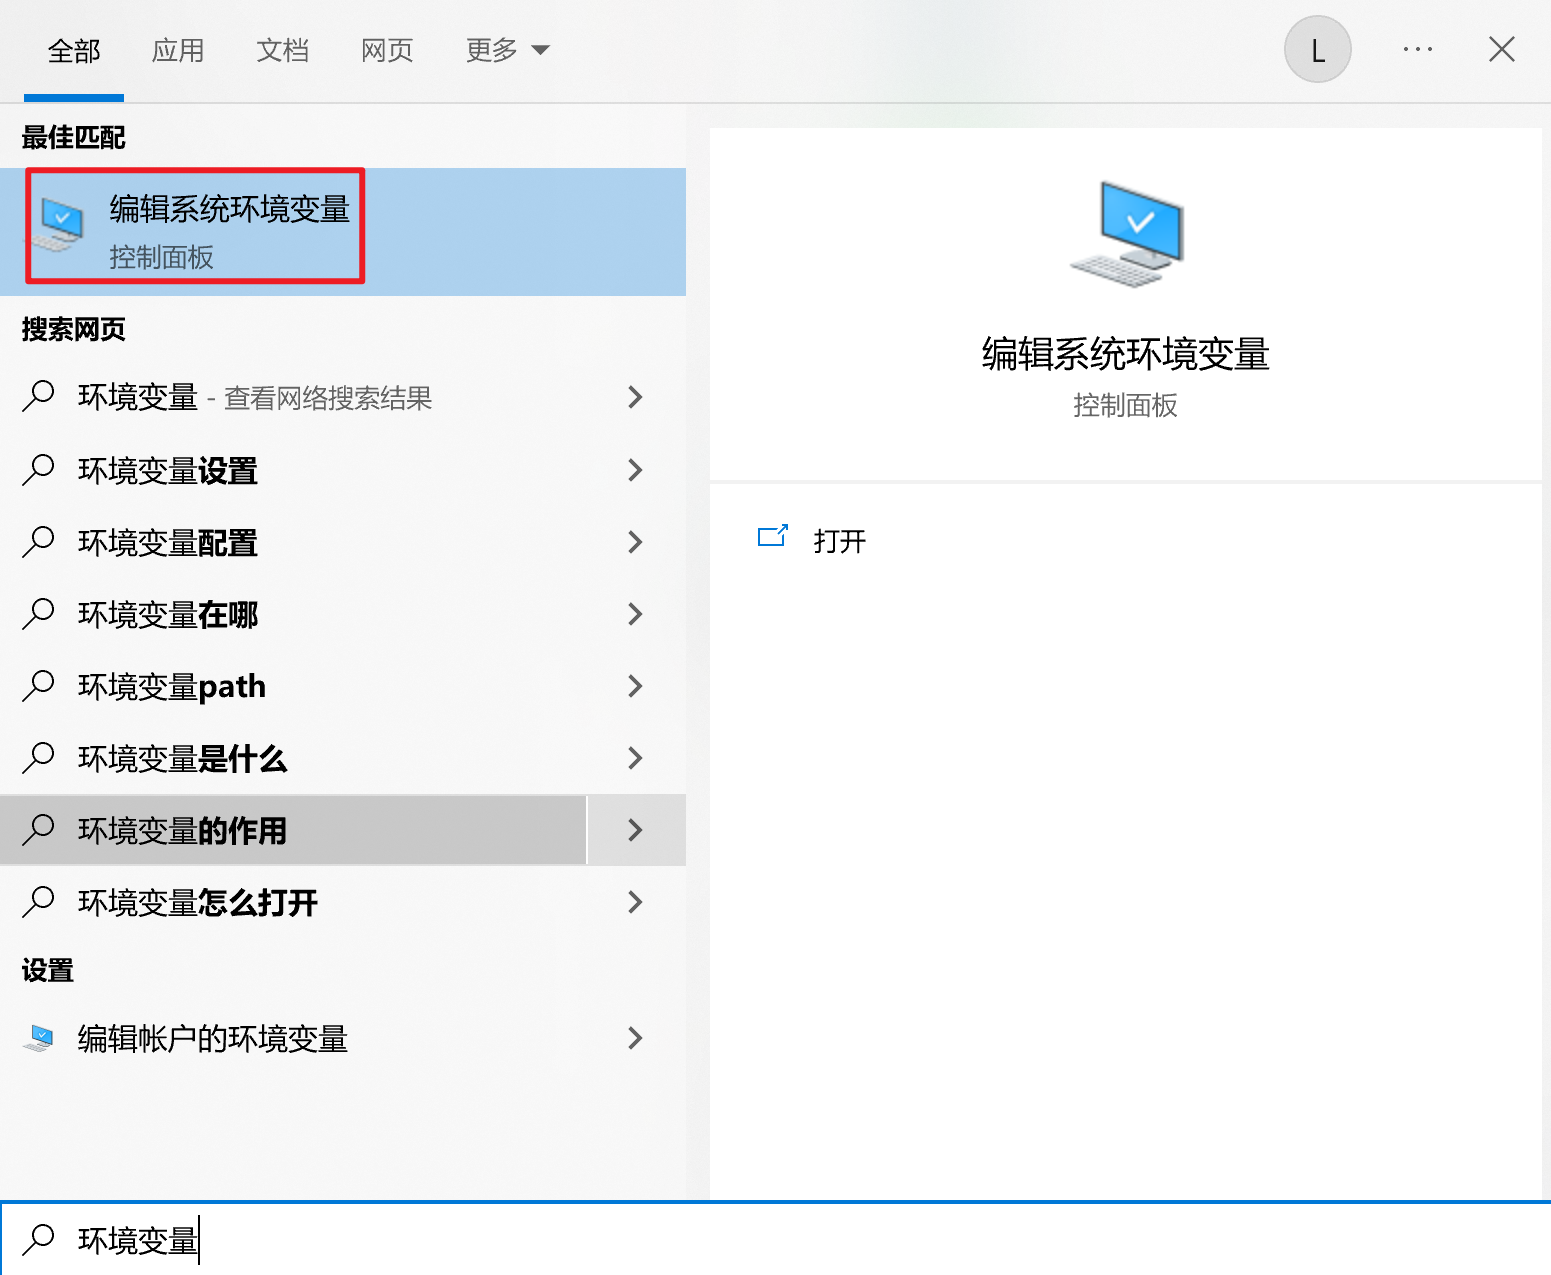 全部 应用 文档 网页 更多 L ···
最佳匹配
编辑系统环境变量
控制面板
搜索网页
环境变量 - 查看网络搜索结果
环境变量设置
环境变量配置
环境变量在哪
环境变量path
环境变量是什么
环境变量的作用
环境变量怎么打开
设置
编辑帐户的环境变量
编辑系统环境变量
控制面板
打开
环境变量